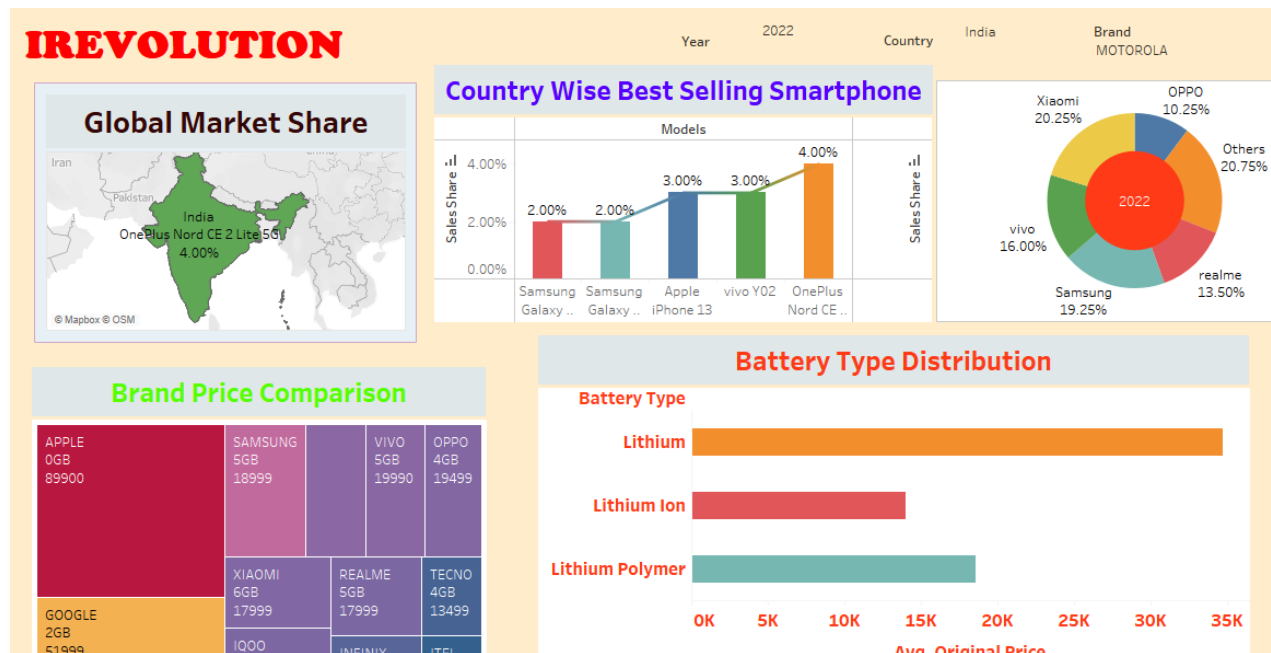 IREVOLUTION
Year
2022
Country
India
Brand
MOTOROLA
Global Market Share
Iran
Pakistan
India
OnePlus Nord CE 2 Lite 5G
4.00%
© Mapbox © OSM
Country Wise Best Selling Smartphone
Models
Sales Share
4.00%
2.00%
0.00%
2.00%
2.00%
3.00%
3.00%
4.00%
Samsung
Galaxy ..
Samsung
Galaxy ..
Apple
iPhone 13
vivo Y02
OnePlus
Nord CE ..
Sales Share
Xiaomi
20.25%
OPPO
10.25%
Others
20.75%
2022
vivo
16.00%
realme
13.50%
Samsung
19.25%
Brand Price Comparison
APPLE
0GB
89900
SAMSUNG
5GB
18999
VIVO
5GB
19990
OPPO
4GB
19499
XIAOMI
6GB
17999
REALME
5GB
17999
TECNO
4GB
13499
GOOGLE
2GB
51999
IQOO
INFINIX
ITEL
Battery Type Distribution
Battery Type
Lithium
Lithium Ion
Lithium Polymer
0K
5K
10K
15K
20K
25K
30K
35K
Avg. Original Price